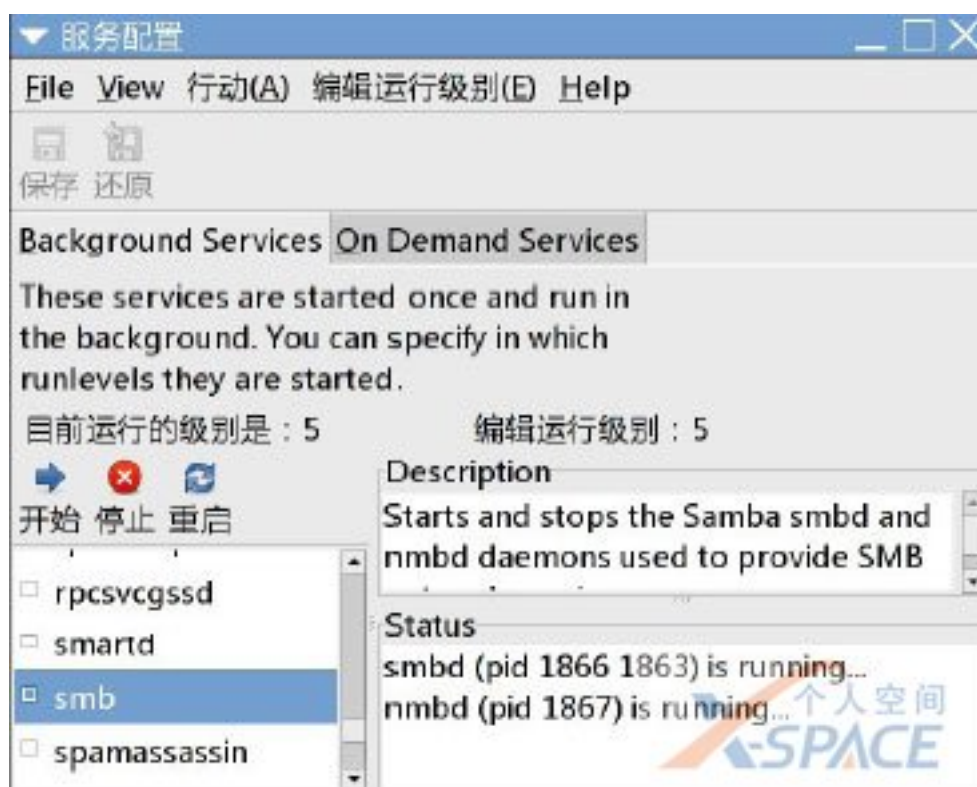 服务配置
File View 行动(A) 编辑运行级别(E) Help
保存 还原
Background Services On Demand Services
These services are started once and run in
the background. You can specify in which
runlevels they are started.
目前运行的级别是：5 编辑运行级别：5
开始 停止 重启
Description
Starts and stops the Samba smbd and
nmbd daemons used to provide SMB
rpcsvcgssd
smartd
smb
spamassassin
Status
smbd (pid 1866 1863) is running...
nmbd (pid 1867) is running...
个人空间
X-SPACE